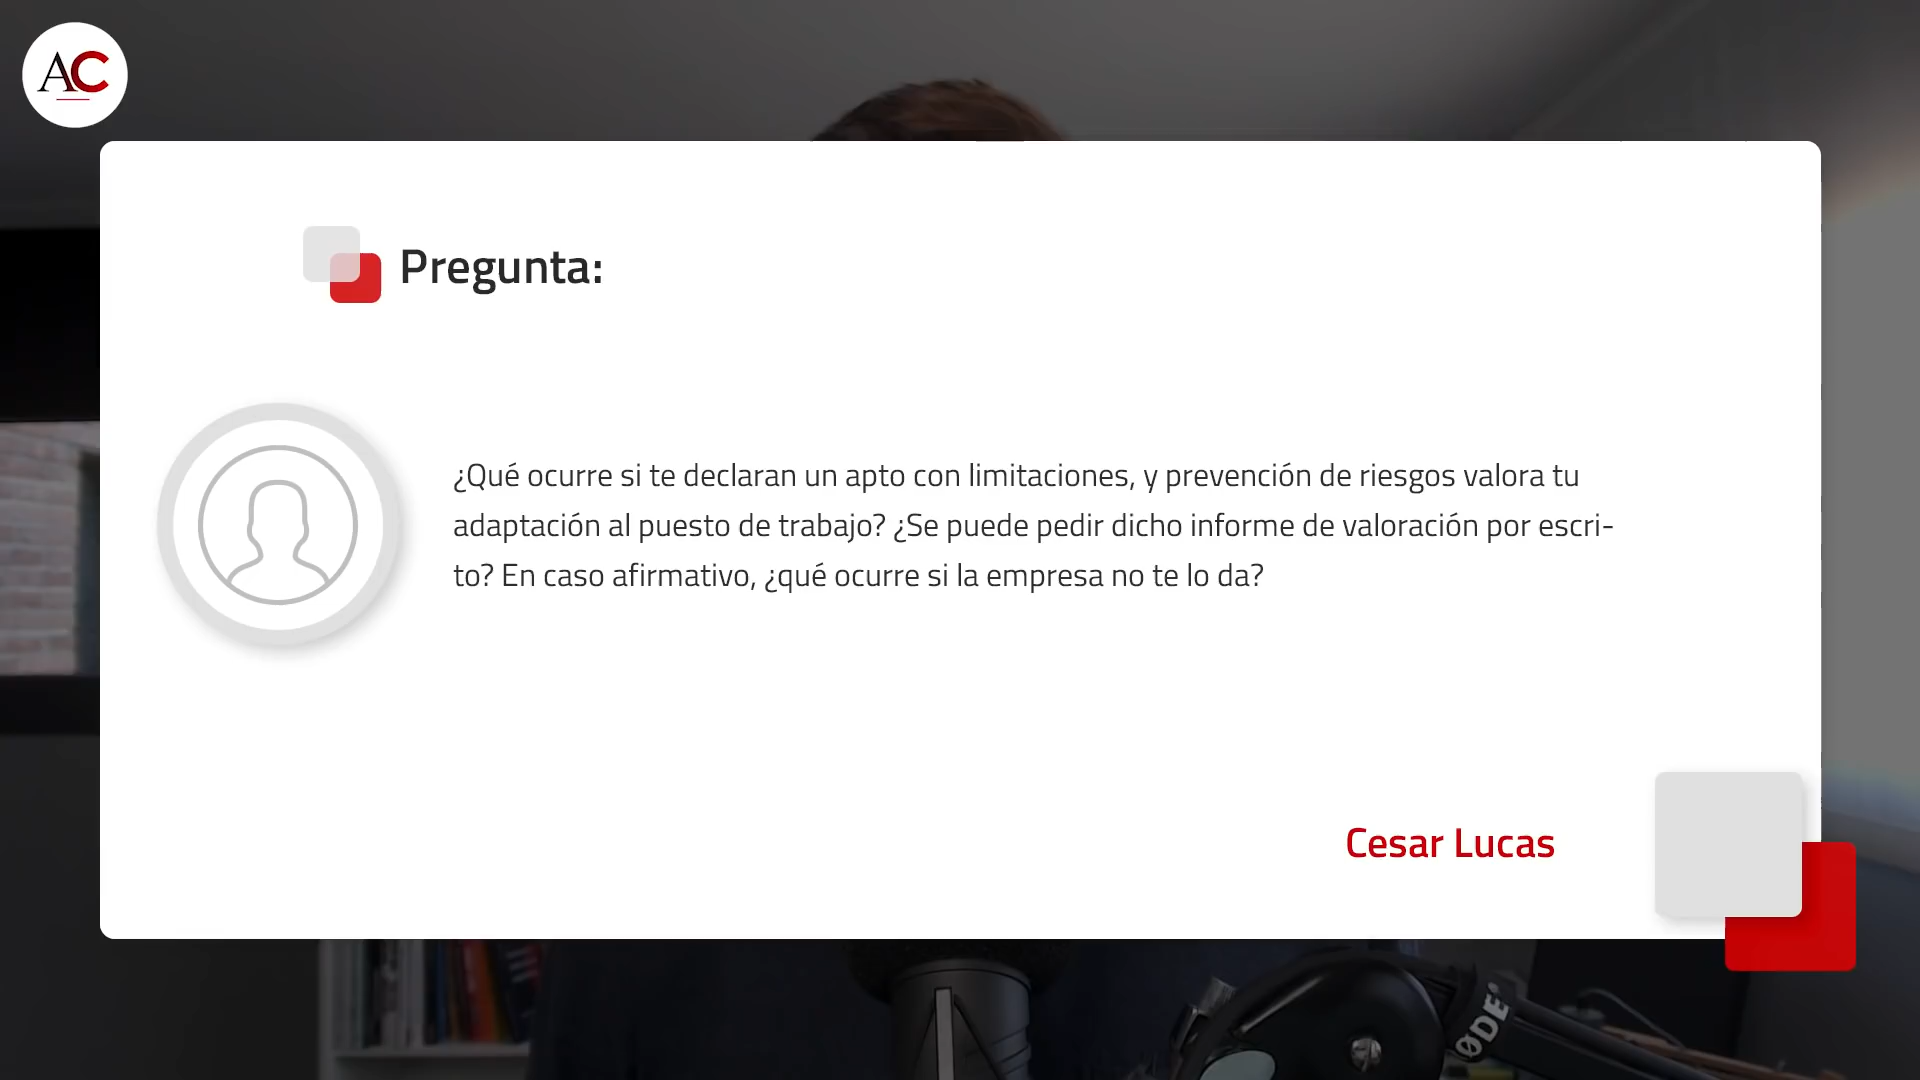 AC
Pregunta:
¿Qué ocurre si te declaran un apto con limitaciones, y prevención de riesgos valora tu
adaptación al puesto de trabajo? ¿Se puede pedir dicho informe de valoración por escri-
to? En caso afirmativo, ¿qué ocurre si la empresa no te lo da?
Cesar Lucas
RØDE